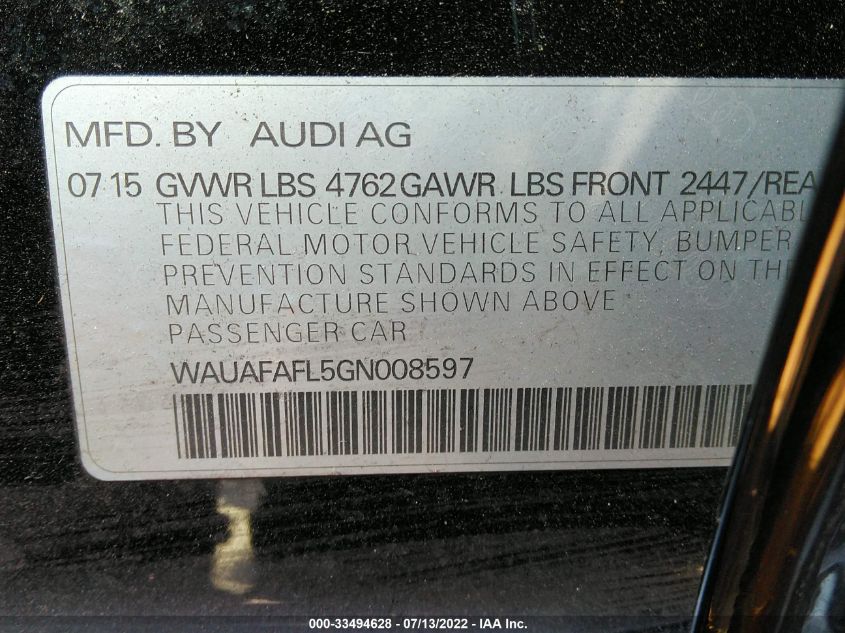 MFD. BY AUDI AG
07 15 GVWR LBS 4762 GAWR LBS FRONT 2447/REA
THIS VEHICLE CONFORMS TO ALL APPLICABL
FEDERAL MOTOR VEHICLE SAFETY, BUMPER
PREVENTION STANDARDS IN EFFECT ON THE
MANUFACTURE SHOWN ABOVE
PASSENGER CAR
WAUAFAFL5GN008597
000-33494628 - 07/13/2022 - IAA Inc.